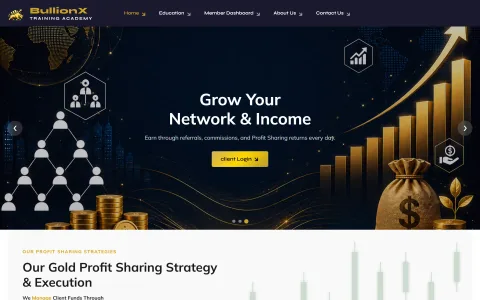 BullionX
TRAINING ACADEMY
Home
Education
Member Dashboard
About Us
Contact Us
Grow Your
Network & Income
Earn through referrals, commissions, and Profit Sharing returns every day.
client Login
$
$
OUR PROFIT SHARING STRATEGIES
Our Gold Profit Sharing Strategy
& Execution
We Manage Client Funds Through